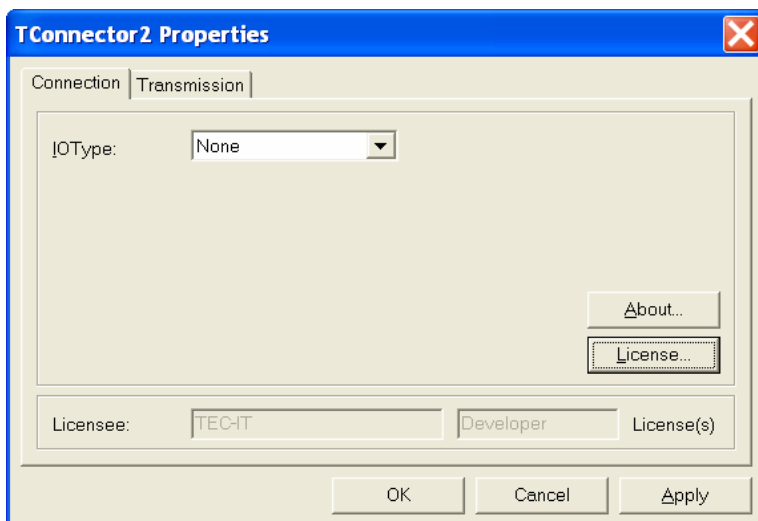 TConnector2 Properties
Connection Transmission
IOType: None
About...
License...
Licensee: TEC-IT Developer License(s)
OK Cancel Apply